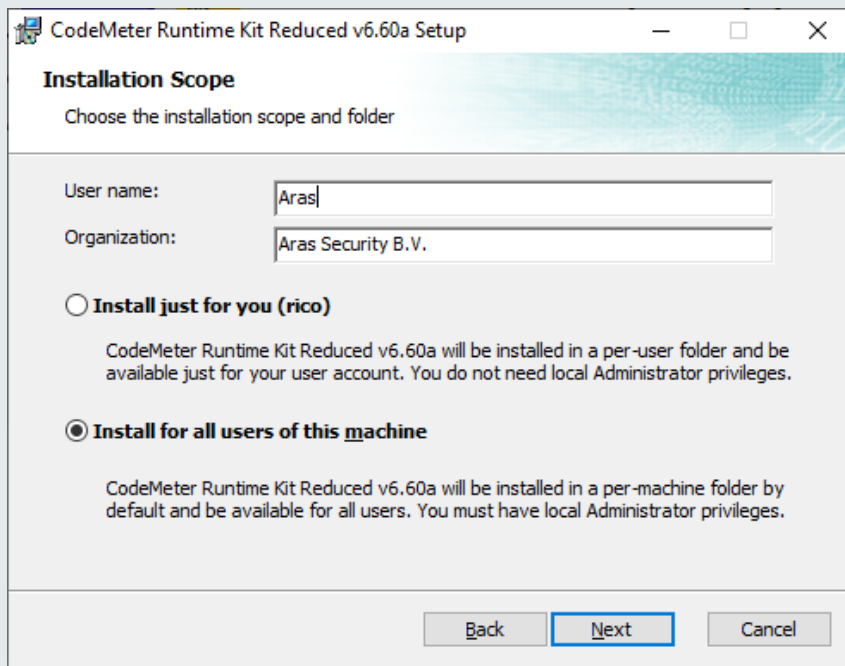 CodeMeter Runtime Kit Reduced v6.60a Setup
Installation Scope
Choose the installation scope and folder
User name:
Aras
Organization:
Aras Security B.V.
Install just for you (rico)
CodeMeter Runtime Kit Reduced v6.60a will be installed in a per-user folder and be
available just for your user account. You do not need local Administrator privileges.
Install for all users of this machine
CodeMeter Runtime Kit Reduced v6.60a will be installed in a per-machine folder by
default and be available for all users. You must have local Administrator privileges.
Back
Next
Cancel